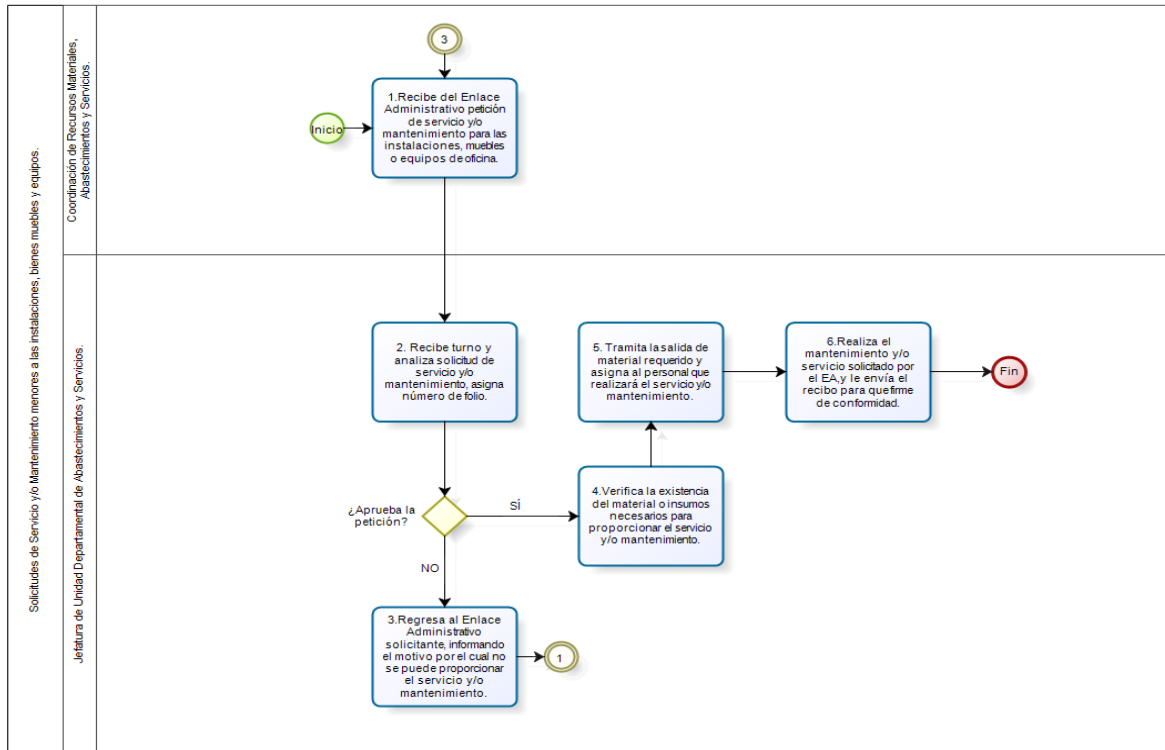 Solicitudes de Servicio y/o Mantenimiento menores a las instalaciones, bienes muebles y equipos.
Coordinación de Recursos Materiales,
Abastecimientos y Servicios.
3
Inicio
1.Recibe del Enlace
Administrativo petición
de servicio y/o
mantenimiento para las
instalaciones, muebles
o equipos de oficina.
Jefatura de Unidad Departamental de Abastecimientos y Servicios.
2. Recibe turno y
analiza solicitud de
servicio y/o
mantenimiento, asigna
número de folio.
5. Tramita la salida de
material requerido y
asigna al personal que
realizará el servicio y/o
mantenimiento.
6.Realiza el
mantenimiento y/o
servicio solicitado por
el EA,y le envía el
recibo para que firme
de conformidad.
Fin
¿Aprueba la
petición?
SÍ
4.Verifica la existencia
del material o insumos
necesarios para
proporcionar el servicio
y/o mantenimiento.
NO
3.Regresa al Enlace
Administrativo
solicitante, informando
el motivo por el cual no
se puede proporcionar
el servicio y/o
mantenimiento.
1